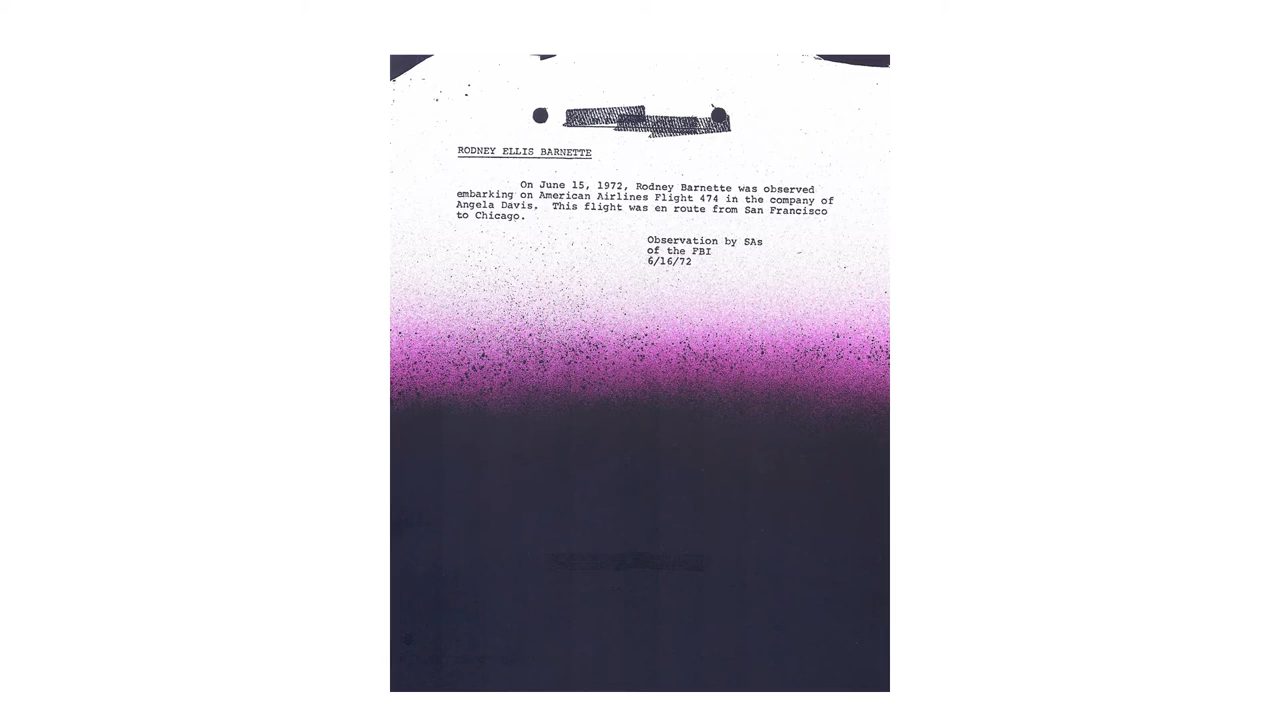 RODNEY ELLIS BARNETTE
On June 15, 1972, Rodney Barnette was observed
embarking on American Airlines Flight 474 in the company of
Angela Davis. This flight was en route from San Francisco
to Chicago.
Observation by SAs
of the FBI
6/16/72